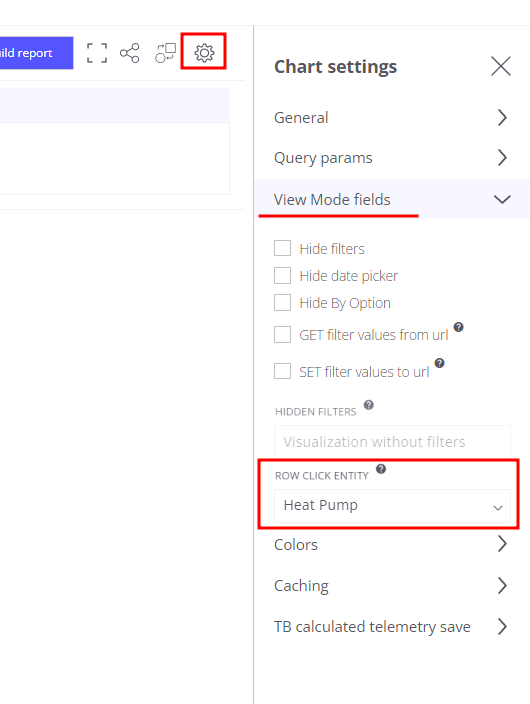 ild report
Chart settings
General
Query params
View Mode fields
Hide filters
Hide date picker
Hide By Option
GET filter values from url ?
SET filter values to url ?
HIDDEN FILTERS ?
Visualization without filters
ROW CLICK ENTITY ?
Heat Pump
Colors
Caching
TB calculated telemetry save